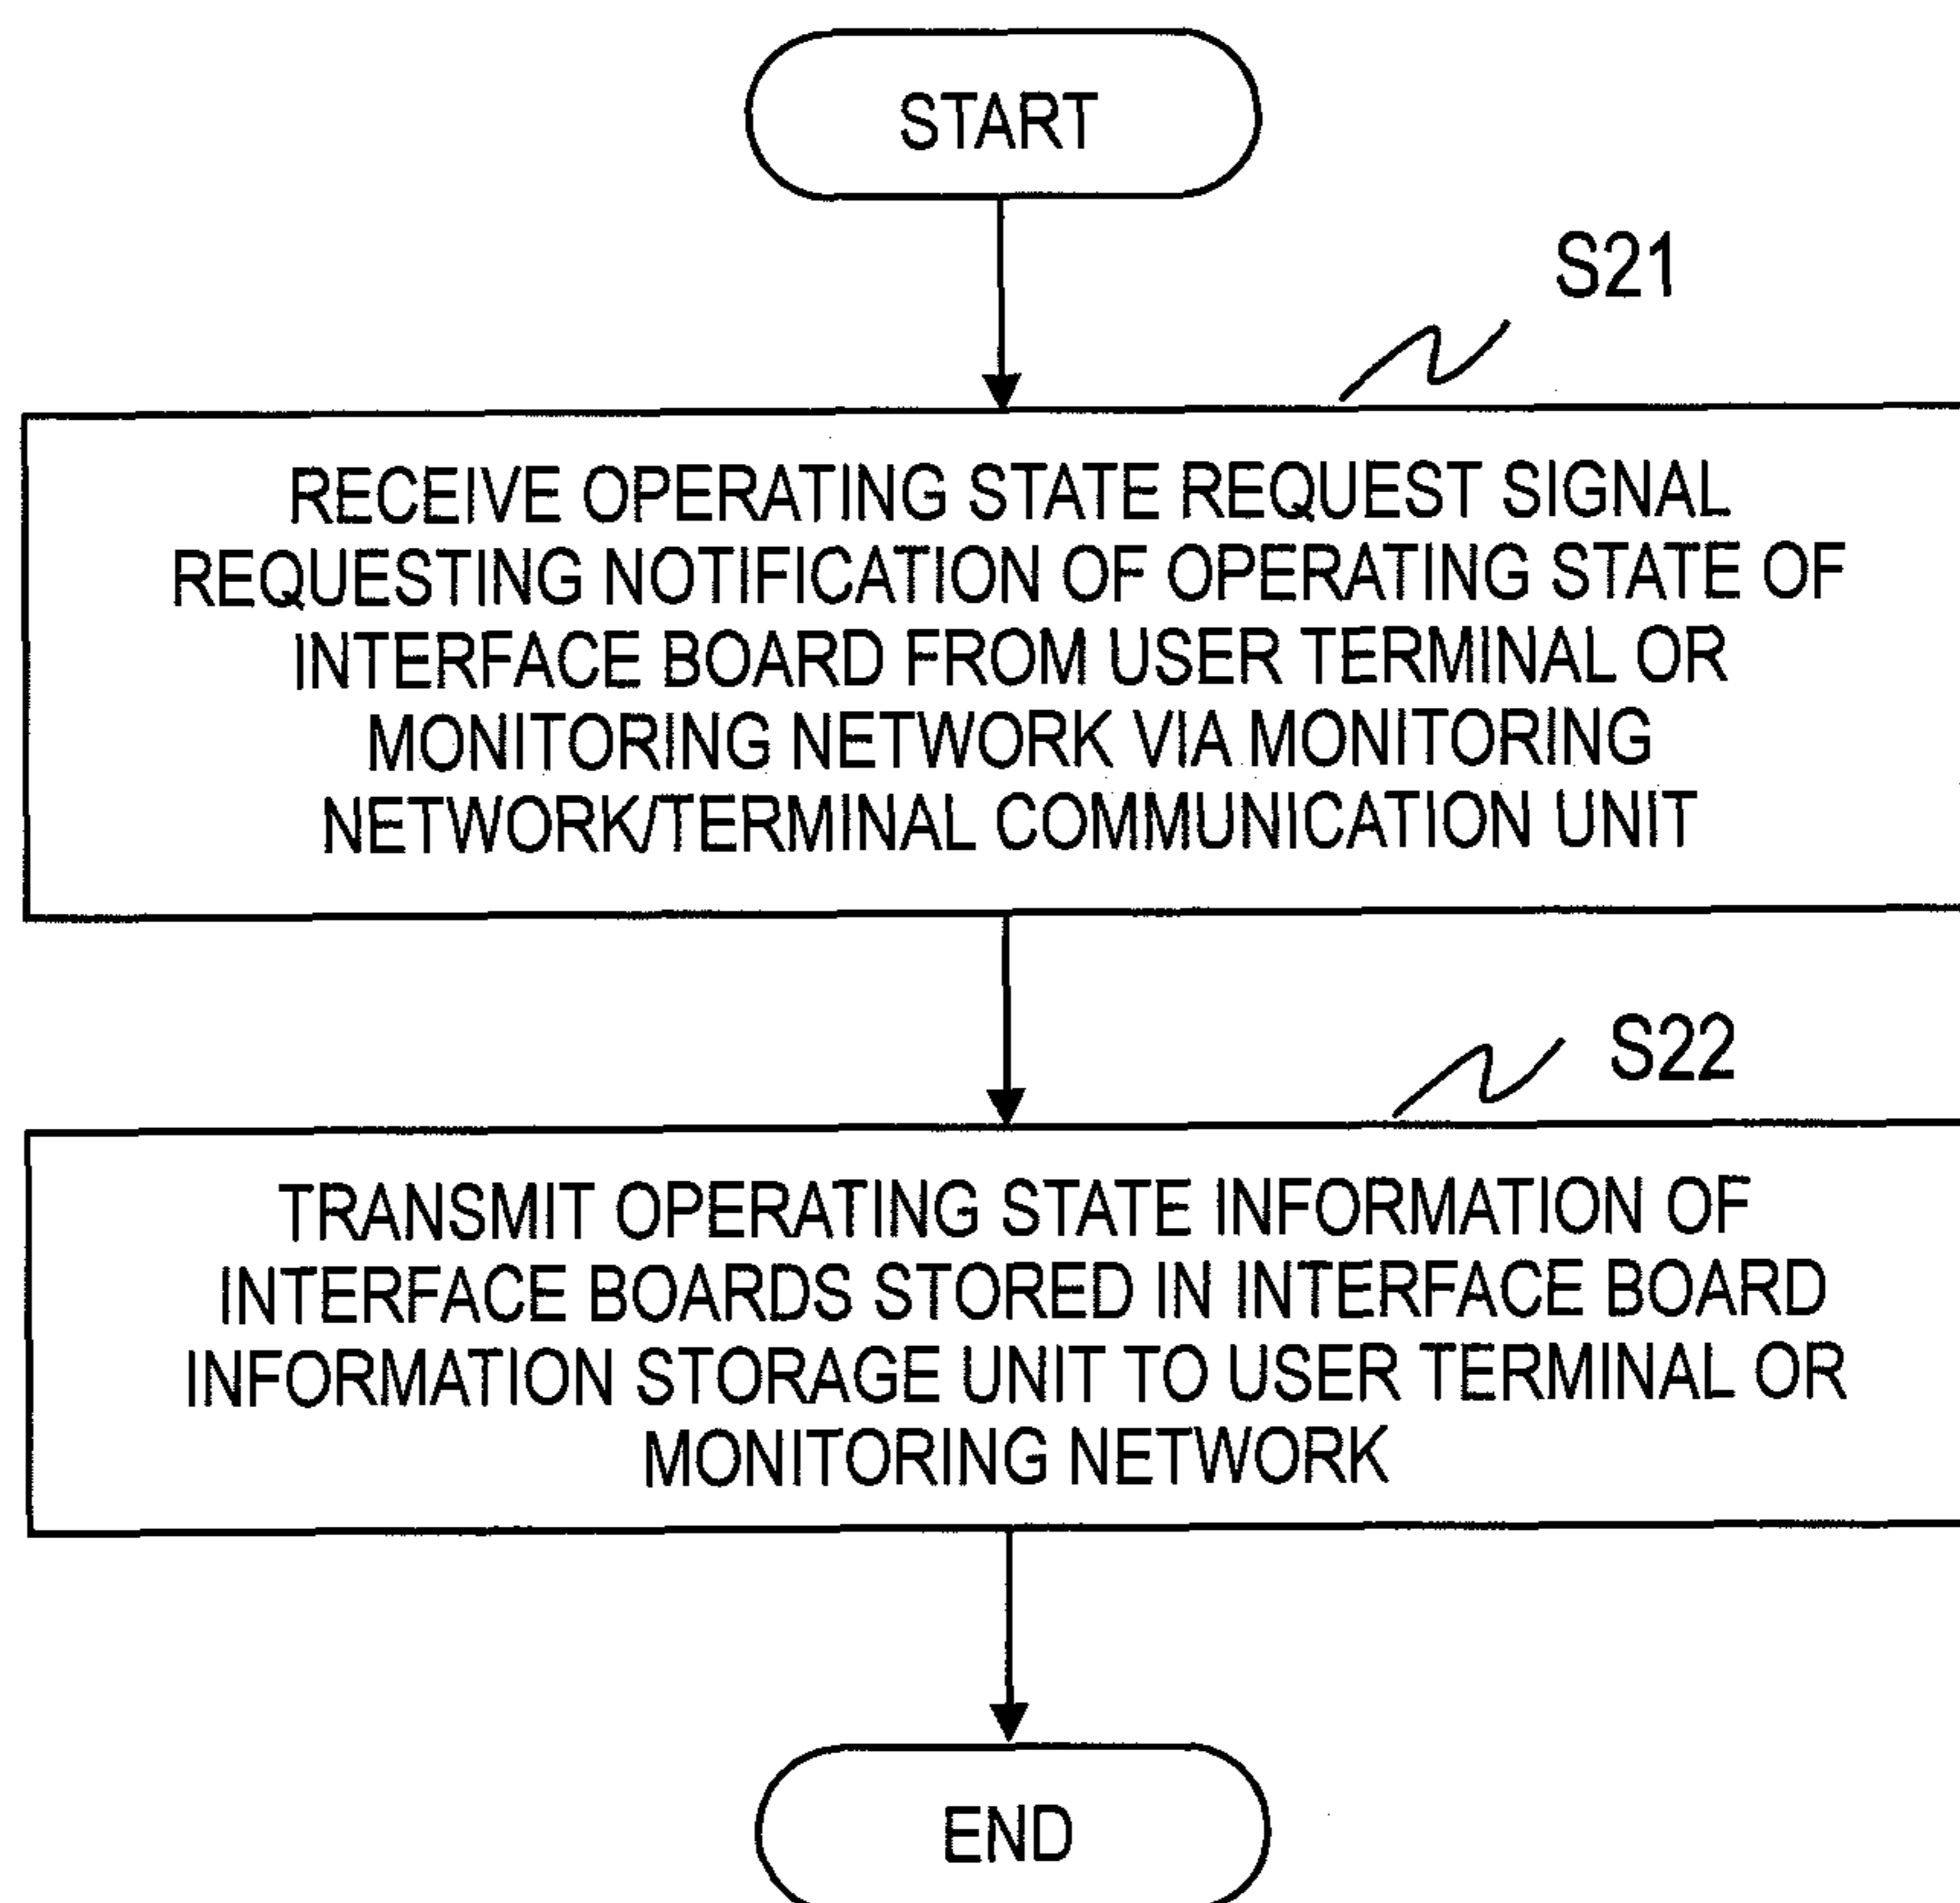 START
S21
RECEIVE OPERATING STATE REQUEST SIGNAL
REQUESTING NOTIFICATION OF OPERATING STATE OF
INTERFACE BOARD FROM USER TERMINAL OR
MONITORING NETWORK VIA MONITORING
NETWORK/TERMINAL COMMUNICATION UNIT
S22
TRANSMIT OPERATING STATE INFORMATION OF
INTERFACE BOARDS STORED IN INTERFACE BOARD
INFORMATION STORAGE UNIT TO USER TERMINAL OR
MONITORING NETWORK
END